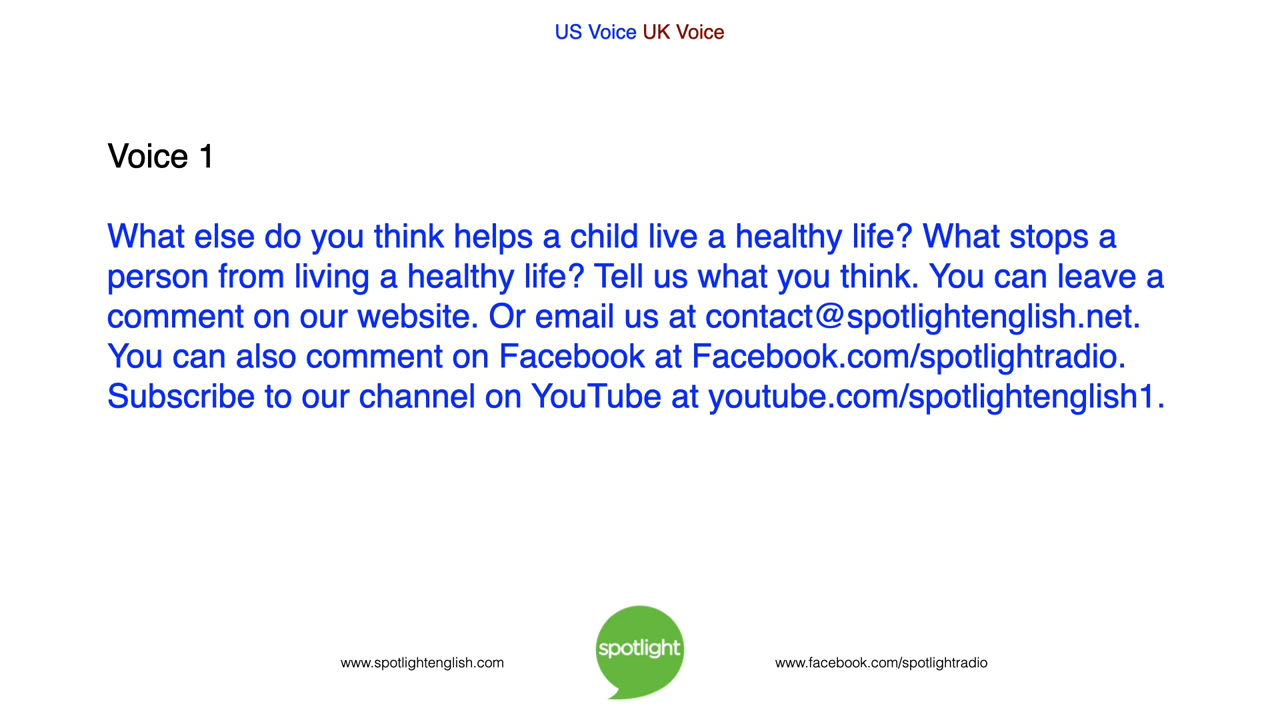 US Voice UK Voice
Voice 1
What else do you think helps a child live a healthy life? What stops a
person from living a healthy life? Tell us what you think. You can leave a
comment on our website. Or email us at contact@spotlightenglish.net.
You can also comment on Facebook at Facebook.com/spotlightradio.
Subscribe to our channel on YouTube at youtube.com/spotlightenglish1.
spotlight
www.spotlightenglish.com
www.facebook.com/spotlightradio